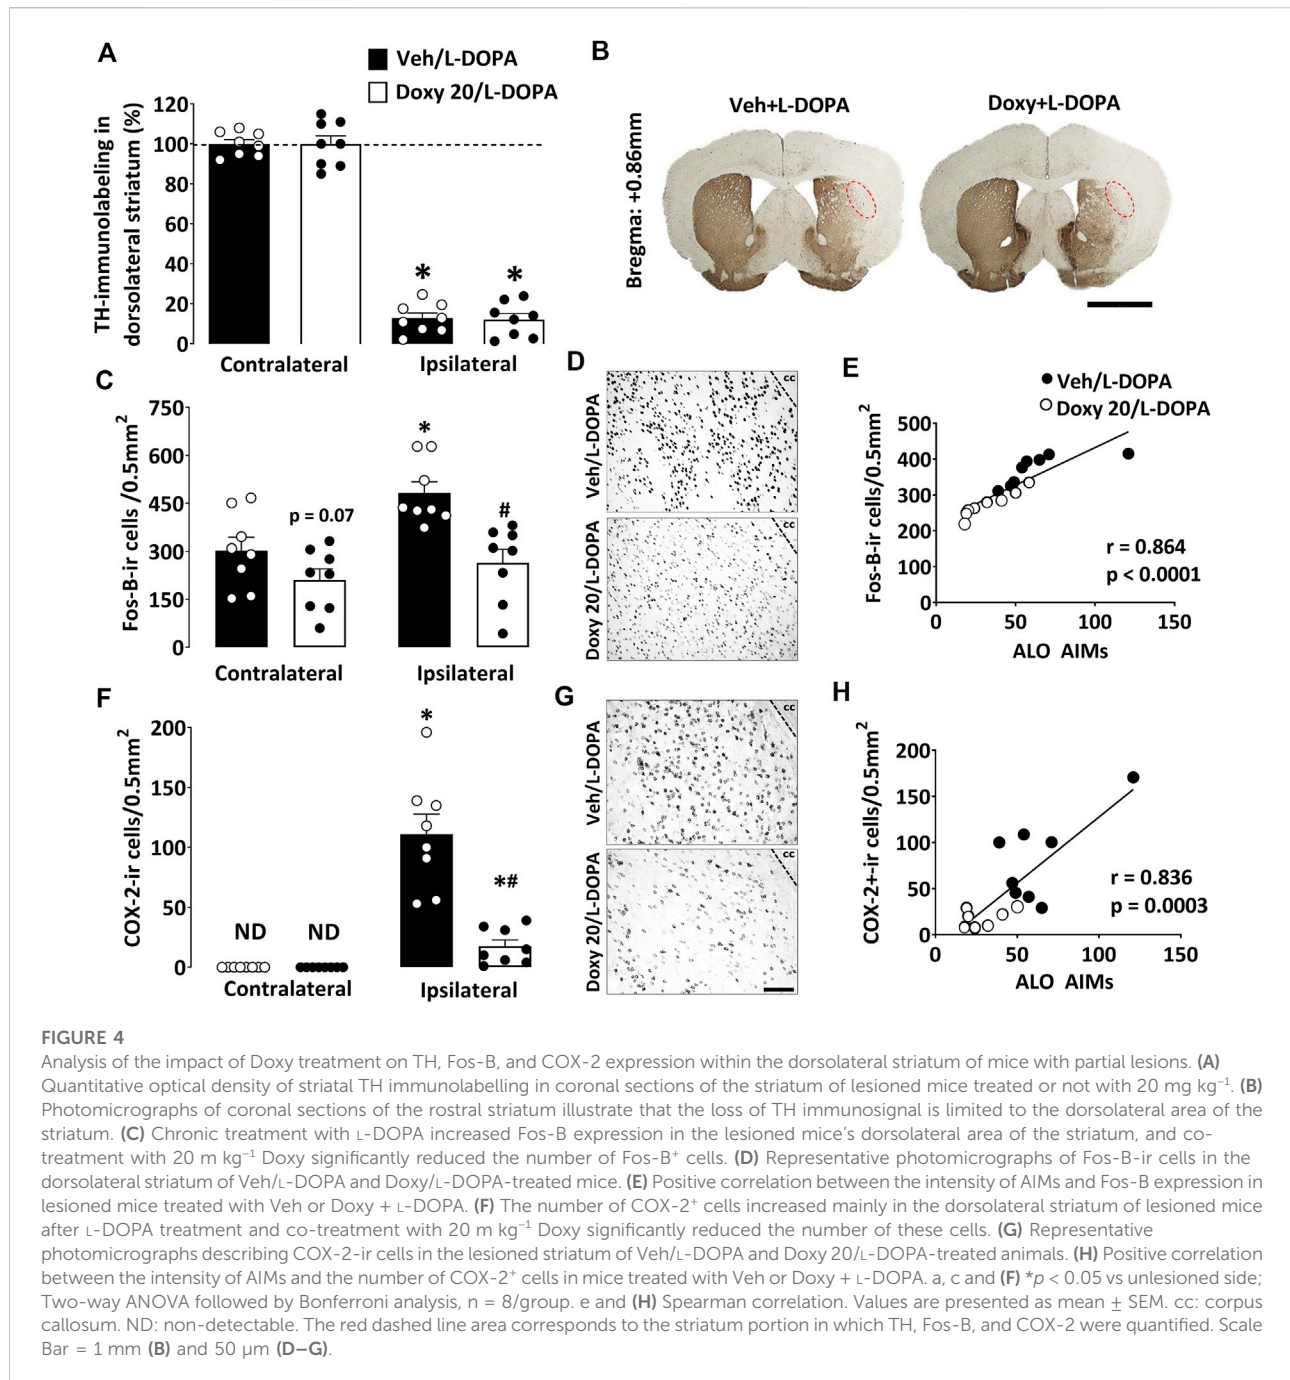 A
Veh/L-DOPA
Doxy 20/L-DOPA
TH-immunolabeling in
dorsolateral striatum (%)
120
100
80
60
40
20
0
*
*
Contralateral
Ipsilateral
B
Veh+L-DOPA
Doxy+L-DOPA
Bregma: +0.86mm
C
Fos-B-ir cells /0.5mm²
750
600
450
300
150
0
p = 0.07
*
#
Contralateral
Ipsilateral
D
Veh/L-DOPA
cc
Doxy 20/L-DOPA
cc
E
Veh/L-DOPA
Doxy 20/L-DOPA
Fos-B-ir cells/0.5mm²
500
400
300
200
100
0
r = 0.864
p < 0.0001
0
50
100
150
ALO AIMs
F
COX-2-ir cells/0.5mm²
200
150
100
50
0
ND
ND
*
*#
Contralateral
Ipsilateral
G
Veh/L-DOPA
cc
Doxy 20/L-DOPA
cc
H
COX-2+-ir cells/0.5mm²
200
150
100
50
0
r = 0.836
p = 0.0003
0
50
100
150
ALO AIMs
FIGURE 4
Analysis of the impact of Doxy treatment on TH, Fos-B, and COX-2 expression within the dorsolateral striatum of mice with partial lesions. (A)
Quantitative optical density of striatal TH immunolabelling in coronal sections of the striatum of lesioned mice treated or not with 20 mg kg⁻¹. (B)
Photomicrographs of coronal sections of the rostral striatum illustrate that the loss of TH immunosignal is limited to the dorsolateral area of the
striatum. (C) Chronic treatment with L-DOPA increased Fos-B expression in the lesioned mice's dorsolateral area of the striatum, and co-
treatment with 20 m kg⁻¹ Doxy significantly reduced the number of Fos-B⁺ cells. (D) Representative photomicrographs of Fos-B-ir cells in the
dorsolateral striatum of Veh/L-DOPA and Doxy/L-DOPA-treated mice. (E) Positive correlation between the intensity of AIMs and Fos-B expression in
lesioned mice treated with Veh or Doxy + L-DOPA. (F) The number of COX-2⁺ cells increased mainly in the dorsolateral striatum of lesioned mice
after L-DOPA treatment and co-treatment with 20 m kg⁻¹ Doxy significantly reduced the number of these cells. (G) Representative
photomicrographs describing COX-2-ir cells in the lesioned striatum of Veh/L-DOPA and Doxy 20/L-DOPA-treated animals. (H) Positive correlation
between the intensity of AIMs and the number of COX-2⁺ cells in mice treated with Veh or Doxy + L-DOPA. a, c and (F) *p < 0.05 vs unlesioned side;
Two-way ANOVA followed by Bonferroni analysis, n = 8/group. e and (H) Spearman correlation. Values are presented as mean ± SEM. cc: corpus
callosum. ND: non-detectable. The red dashed line area corresponds to the striatum portion in which TH, Fos-B, and COX-2 were quantified. Scale
Bar = 1 mm (B) and 50 μm (D–G).